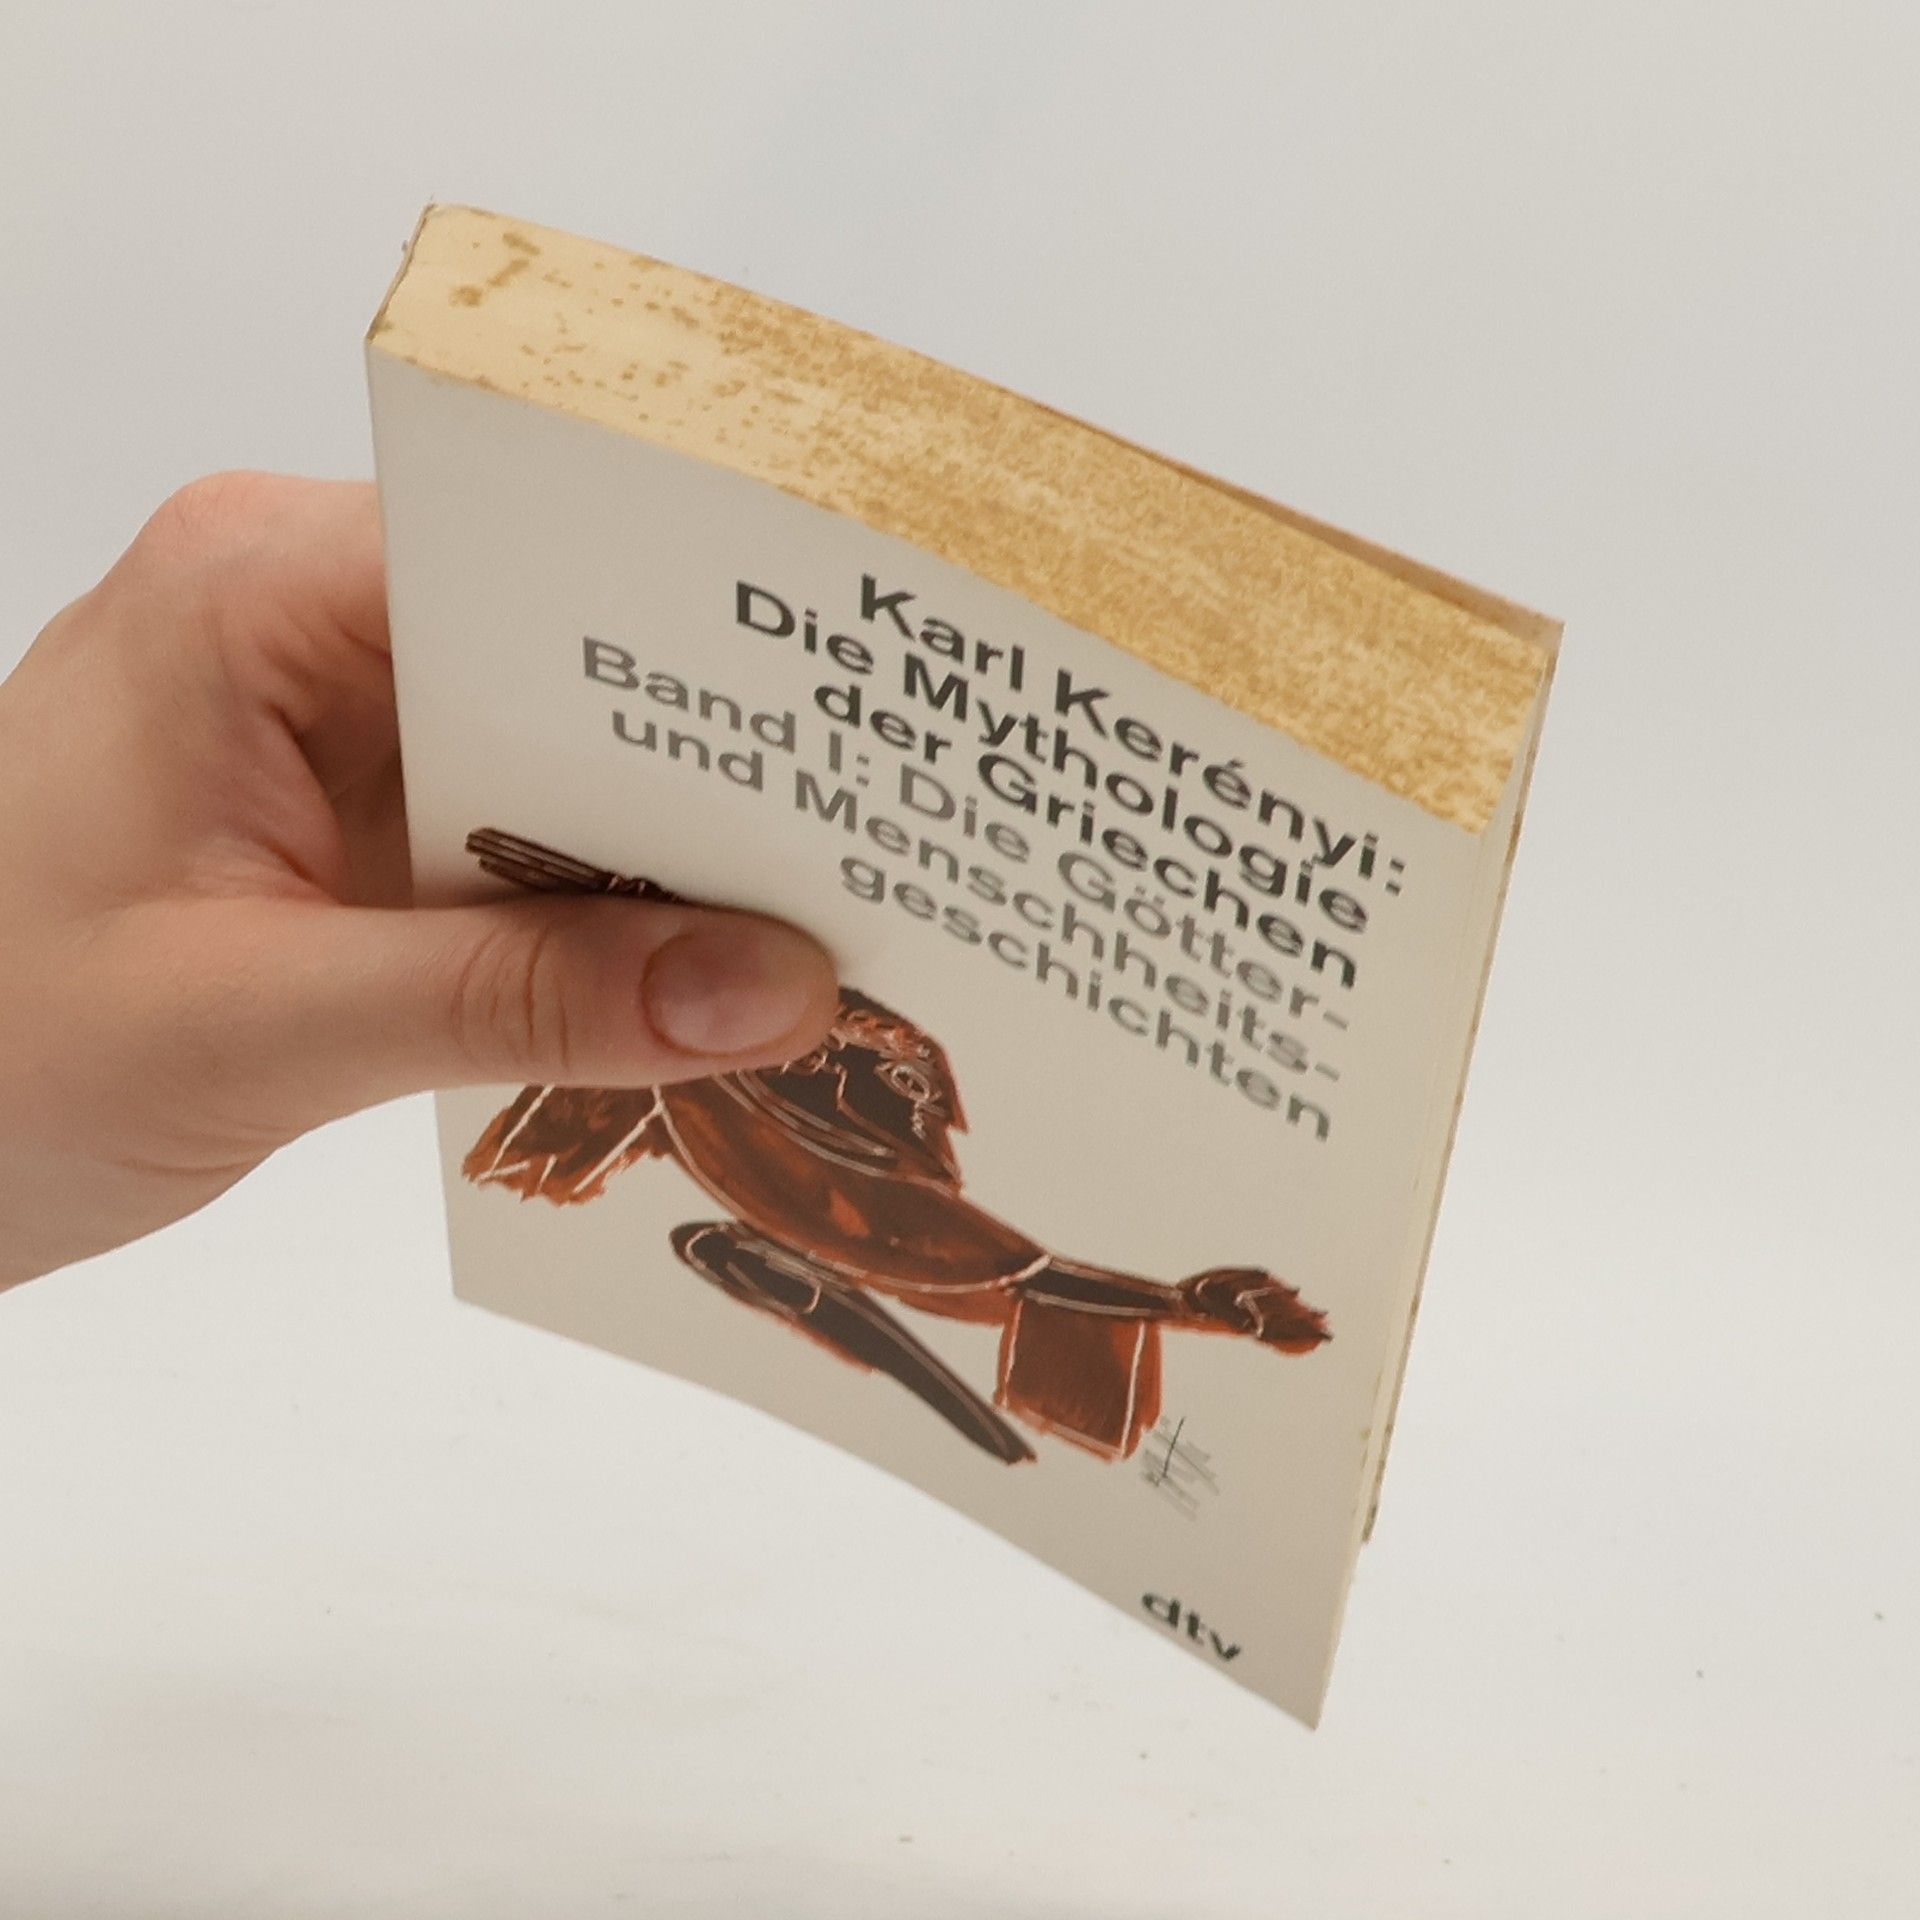 Karl Kerényi:
Die Mythologie
der Griechen
Band I: Die Götter-
und Menschheits-
geschichten
dtv